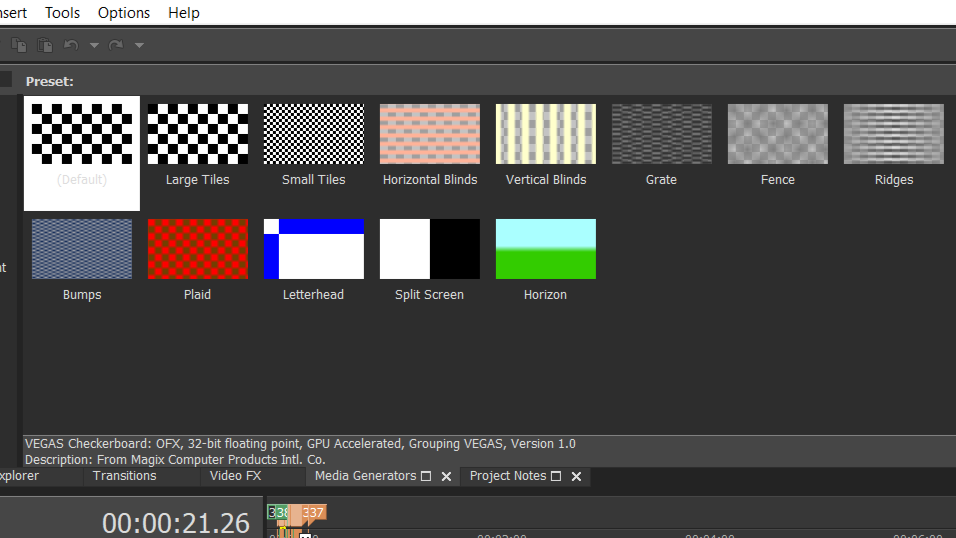 nsert Tools Options Help
Preset:
(Default) Large Tiles Small Tiles Horizontal Blinds Vertical Blinds Grate Fence Ridges
Bumps Plaid Letterhead Split Screen Horizon
VEGAS Checkerboard: OFX, 32-bit floating point, GPU Accelerated, Grouping VEGAS, Version 1.0
Description: From Magix Computer Products Intl. Co.
xplorer Transitions Video FX Media Generators Project Notes
00:00:21.26
337